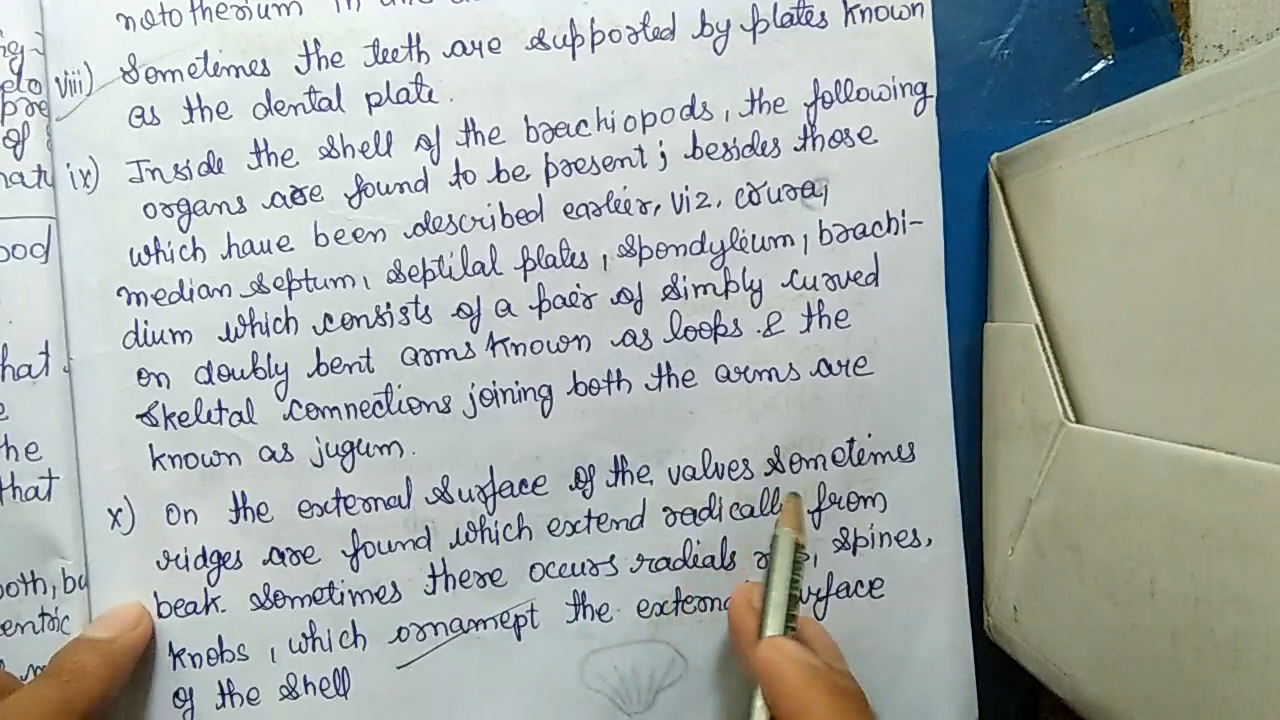 viii) Sometimes the teeth are supported by plates known
as the dental plate.
ix) Inside the shell of the brachiopods, the following
organs are found to be present; besides those
which have been described earlier, viz. crura,
median septum, septilal plates, spondyleum, brachi-
dium which consists of a pair of simply curved
on doubly bent arms known as loops & the
skeletal connections joining both the arms are
known as jugum.
x) On the external surface of the valves sometimes
ridges are found which extend radically from
beak. Sometimes there occurs radials spines,
knobs, which ornament the external surface
of the shell
hat
he
that